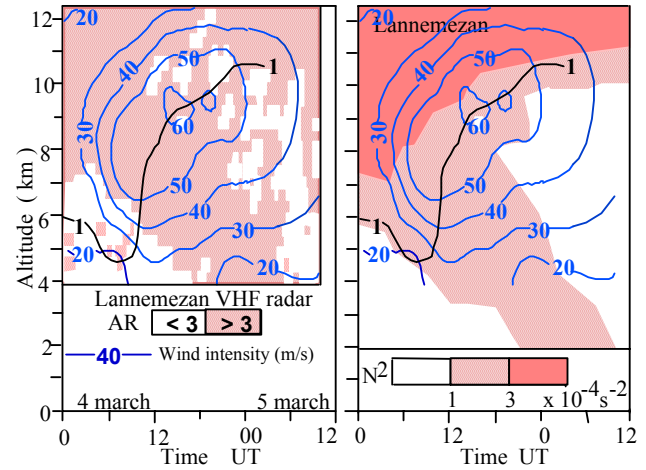 12
10
8
6
4
2
0
Altitude ( km )
20
30
40
50
60
50
40
30
20
20
1
1
Lannemezan VHF radar
AR < 3 > 3
40 Wind intensity (m/s)
4 march 5 march
0 12 00 12
Time UT
Lannemezan
20
30
40
50
60
50
40
30
20
20
1
1
N² 1 3 x 10⁻⁴s⁻²
0 12 0 12
Time UT